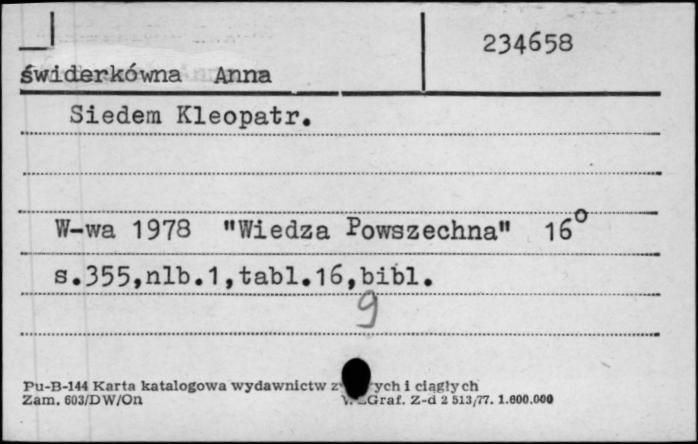 234658
świderkówna Anna
Siedem Kleopatr.
W-wa 1978 "Wiedza Powszechna" 16°
s.355,nlb.1,tabl.16,bibl.
9
Pu-B-144 Karta katalogowa wydawnictw i ciągłych
Zam. 603/DW/On Graf. Z-d 2 513/77. 1.600.000